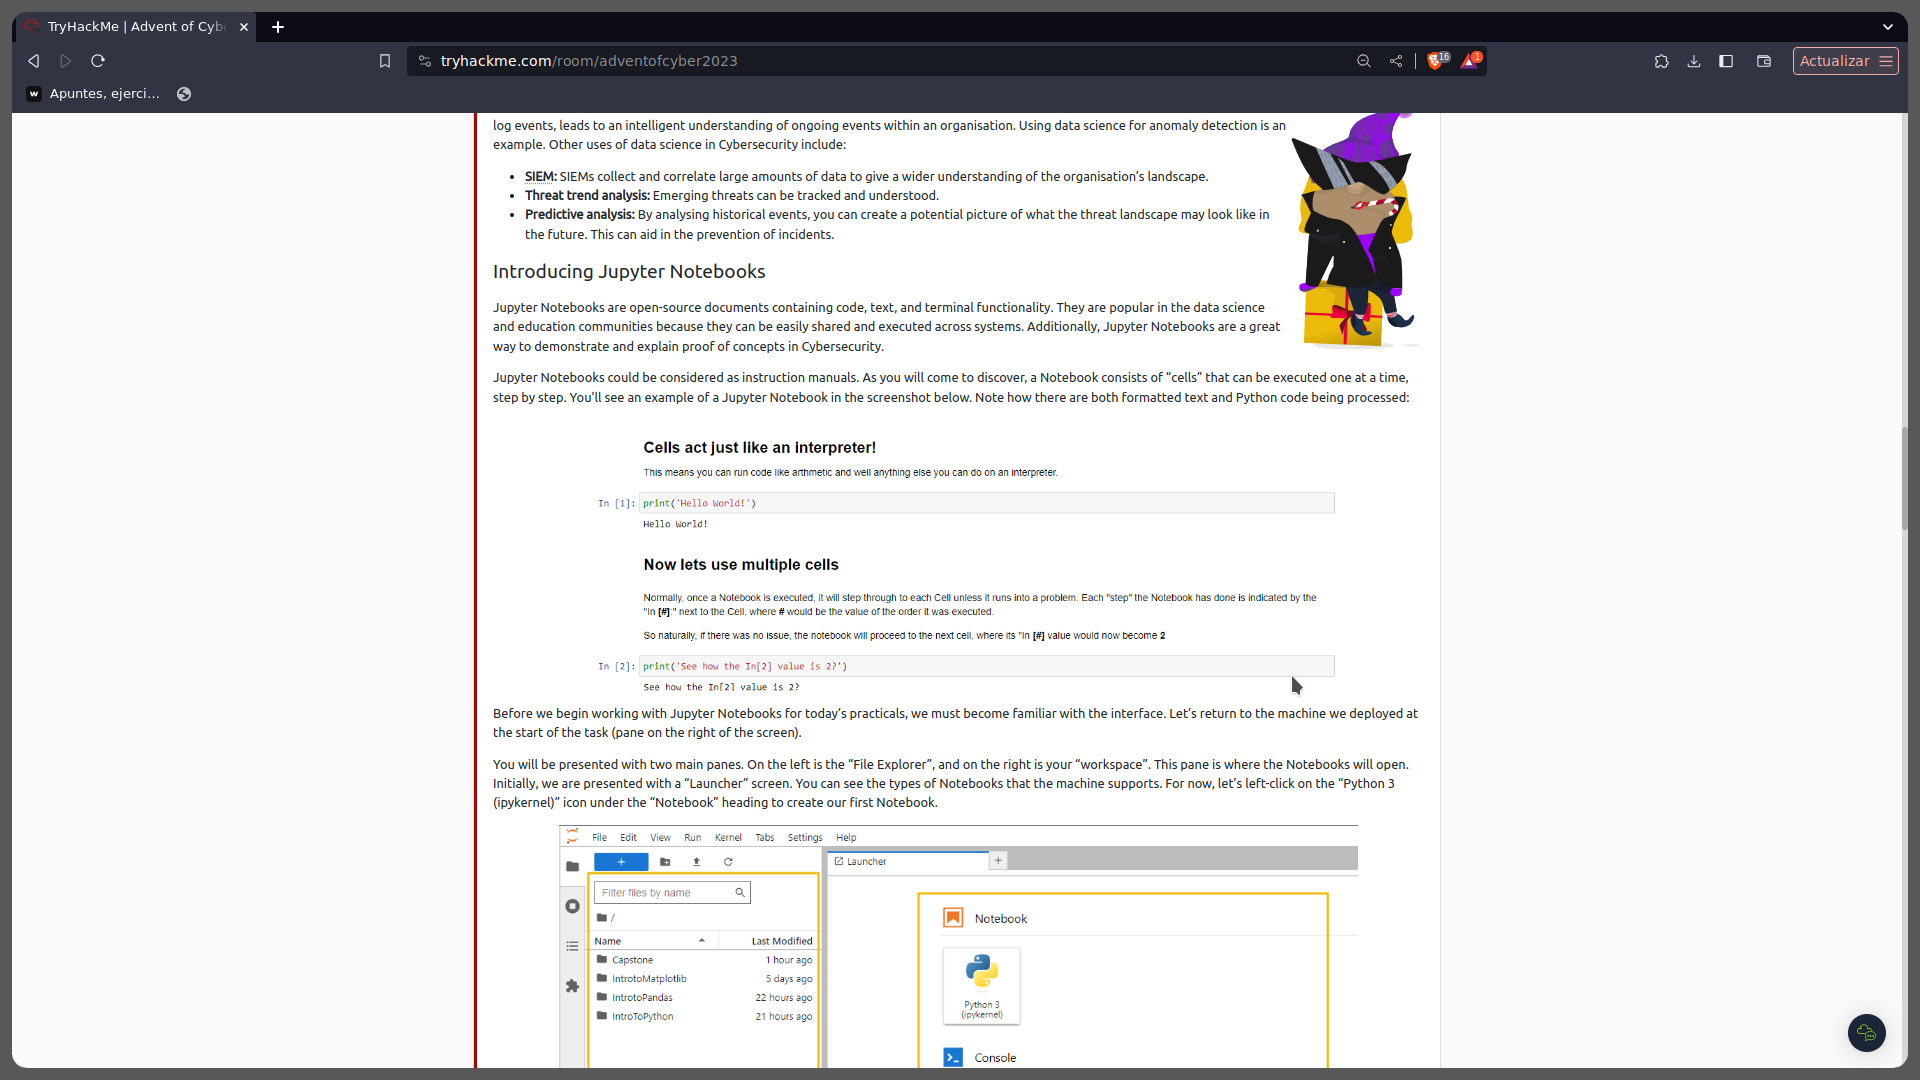 TryHackMe | Advent of Cyb
tryhackme.com/room/adventofcyber2023
16
1
Actualizar
Apuntes, ejerci...
log events, leads to an intelligent understanding of ongoing events within an organisation. Using data science for anomaly detection is an
example. Other uses of data science in Cybersecurity include:
• SIEM: SIEMs collect and correlate large amounts of data to give a wider understanding of the organisation's landscape.
• Threat trend analysis: Emerging threats can be tracked and understood.
• Predictive analysis: By analysing historical events, you can create a potential picture of what the threat landscape may look like in
the future. This can aid in the prevention of incidents.
Introducing Jupyter Notebooks
Jupyter Notebooks are open-source documents containing code, text, and terminal functionality. They are popular in the data science
and education communities because they can be easily shared and executed across systems. Additionally, Jupyter Notebooks are a great
way to demonstrate and explain proof of concepts in Cybersecurity.
Jupyter Notebooks could be considered as instruction manuals. As you will come to discover, a Notebook consists of “cells” that can be executed one at a time,
step by step. You’ll see an example of a Jupyter Notebook in the screenshot below. Note how there are both formatted text and Python code being processed:
Cells act just like an interpreter!
This means you can run code like arithmetic and well anything else you can do on an interpreter.
In [1]: print('Hello World!')
Hello World!
Now lets use multiple cells
Normally, once a Notebook is executed, it will step through to each Cell unless it runs into a problem. Each "step" the Notebook has done is indicated by the
"In [#]:" next to the Cell, where # would be the value of the order it was executed.
So naturally, if there was no issue, the notebook will proceed to the next cell, where its "In [#] value would now become 2
In [2]: print('See how the In[2] value is 2?')
See how the In[2] value is 2?
Before we begin working with Jupyter Notebooks for today’s practicals, we must become familiar with the interface. Let’s return to the machine we deployed at
the start of the task (pane on the right of the screen).
You will be presented with two main panes. On the left is the “File Explorer”, and on the right is your “workspace”. This pane is where the Notebooks will open.
Initially, we are presented with a “Launcher” screen. You can see the types of Notebooks that the machine supports. For now, let’s left-click on the “Python 3
(ipykernel)” icon under the “Notebook” heading to create our first Notebook.
File Edit View Run Kernel Tabs Settings Help
Launcher
Filter files by name
/
Name Last Modified
Capstone 1 hour ago
IntrotoMatplotlib 5 days ago
IntrotoPandas 22 hours ago
IntroToPython 21 hours ago
Notebook
Python 3
(ipykernel)
Console